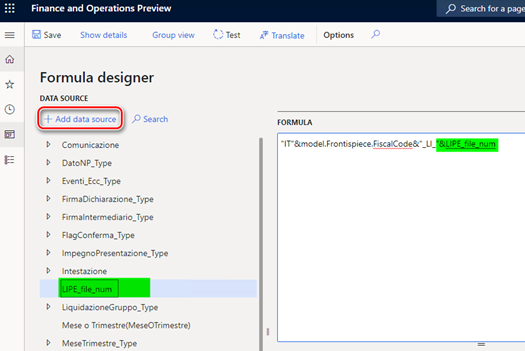 Finance and Operations Preview
Search for a page
Save
Show details
Group view
Test
Translate
Options
Formula designer
DATA SOURCE
+ Add data source
Search
FORMULA
"IT"&model.Frontispiece.FiscalCode&"_LI_"&LIPE_file_num
Comunicazione
DatoNP_Type
Eventi_Ecc_Type
FirmaDichiarazione_Type
FirmaIntermediario_Type
FlagConferma_Type
ImpegnoPresentazione_Type
Intestazione
LIPE_file_num
LiquidazioneGruppo_Type
Mese o Trimestre(MeseOTrimestre)
MeseTrimestre_Type